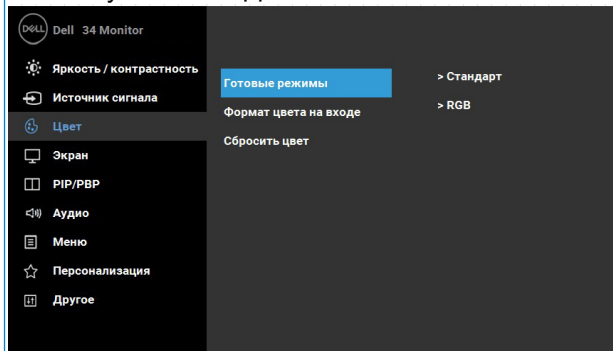 DELL Dell 34 Monitor
Яркость / контрастность
Источник сигнала
Цвет
Экран
PIP/PBP
Аудио
Меню
Персонализация
Другое
Готовые режимы > Стандарт
Формат цвета на входе > RGB
Сбросить цвет